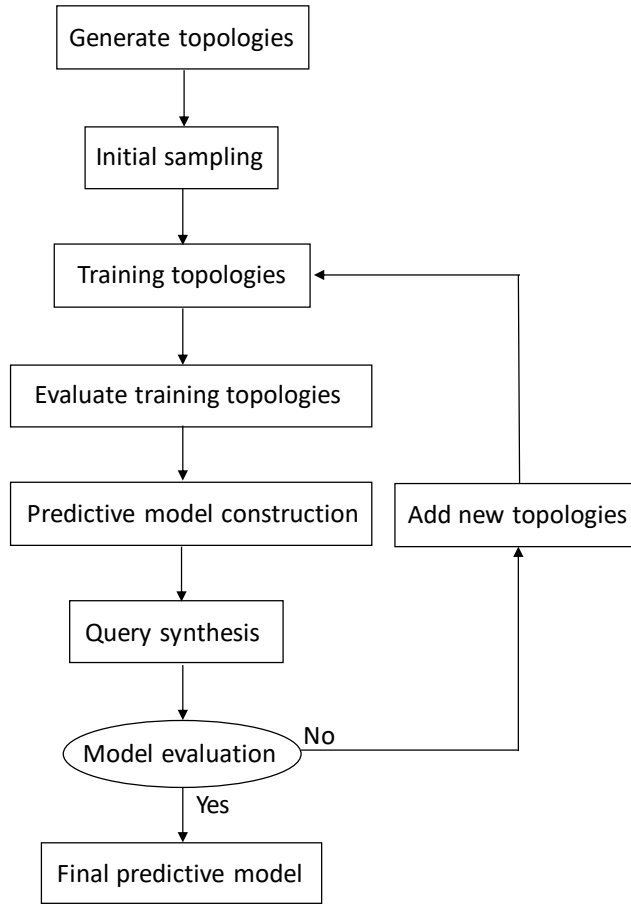 Generate topologies
Initial sampling
Training topologies
Evaluate training topologies
Predictive model construction
Add new topologies
Query synthesis
Model evaluation
No
Yes
Final predictive model